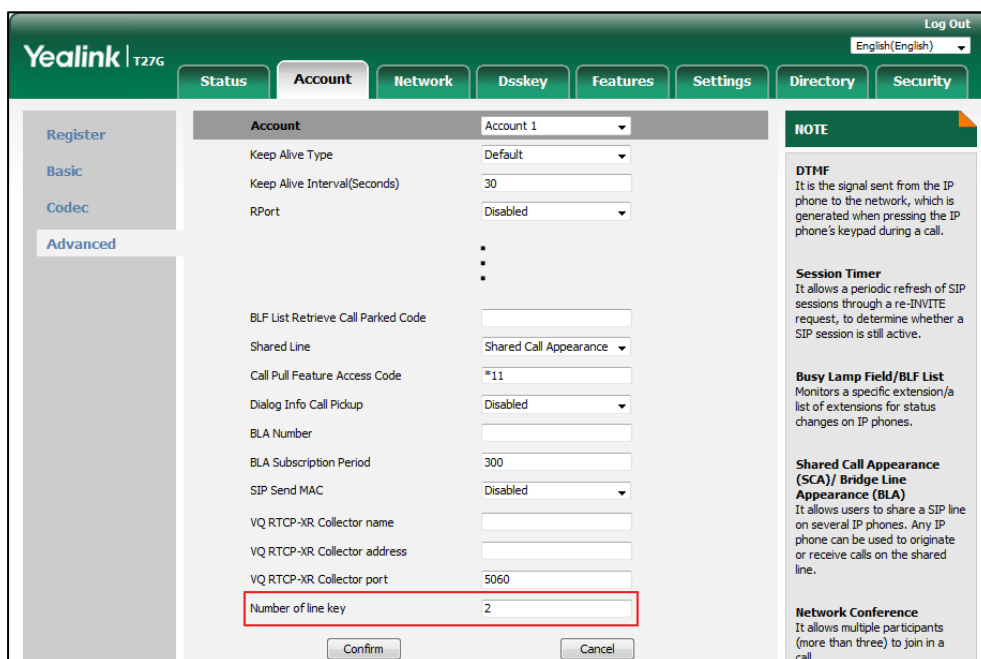 Log Out
Yealink | T27G
English(English)
Status Account Network Dsskey Features Settings Directory Security
Register
Basic
Codec
Advanced
Account Account 1
Keep Alive Type Default
Keep Alive Interval(Seconds) 30
RPort Disabled
BLF List Retrieve Call Parked Code
Shared Line Shared Call Appearance
Call Pull Feature Access Code *11
Dialog Info Call Pickup Disabled
BLA Number
BLA Subscription Period 300
SIP Send MAC Disabled
VQ RTCP-XR Collector name
VQ RTCP-XR Collector address
VQ RTCP-XR Collector port 5060
Number of line key 2
Confirm Cancel
NOTE
DTMF
It is the signal sent from the IP
phone to the network, which is
generated when pressing the IP
phone's keypad during a call.
Session Timer
It allows a periodic refresh of SIP
sessions through a re-INVITE
request, to determine whether a
SIP session is still active.
Busy Lamp Field/BLF List
Monitors a specific extension/a
list of extensions for status
changes on IP phones.
Shared Call Appearance
(SCA)/ Bridge Line
Appearance (BLA)
It allows users to share a SIP line
on several IP phones. Any IP
phone can be used to originate
or receive calls on the shared
line.
Network Conference
It allows multiple participants
(more than three) to join in a
call